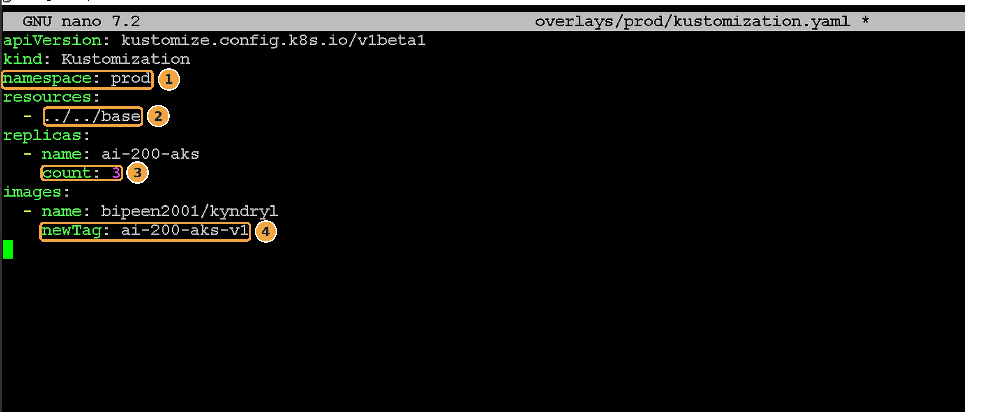 GNU nano 7.2 overlays/prod/kustomization.yaml *
apiVersion: kustomize.config.k8s.io/v1beta1
kind: Kustomization
namespace: prod 1
resources:
- ../../base 2
replicas:
- name: ai-200-aks
count: 3 3
images:
- name: bipeen2001/kyndryl
newTag: ai-200-aks-v1 4